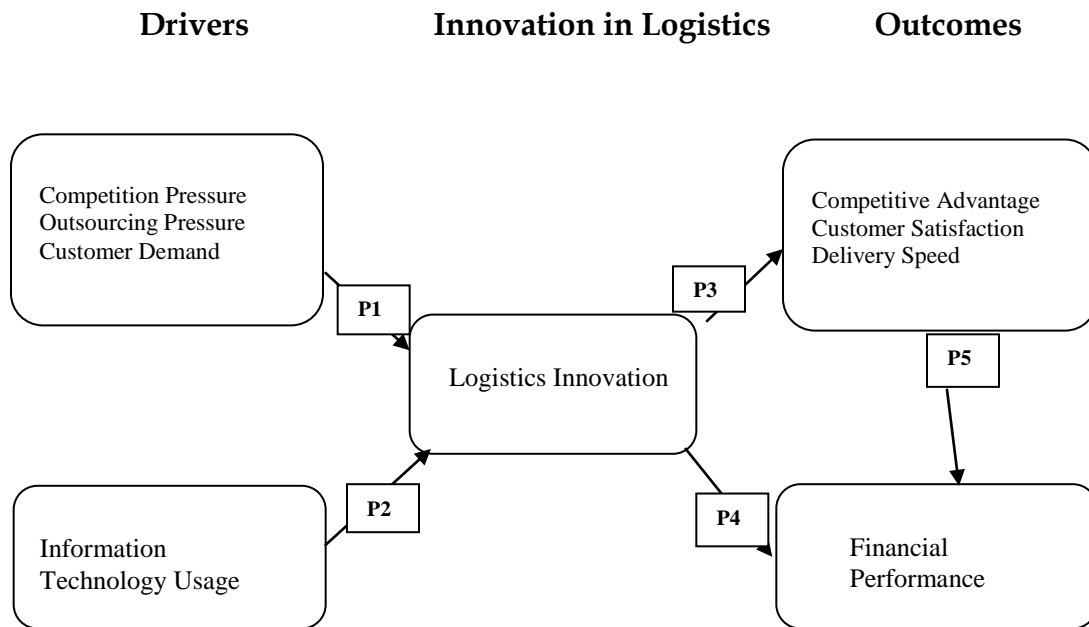 Drivers
Innovation in Logistics
Outcomes
Competition Pressure
Outsourcing Pressure
Customer Demand
P1
Logistics Innovation
P3
Competitive Advantage
Customer Satisfaction
Delivery Speed
P5
P2
Information
Technology Usage
P4
Financial
Performance